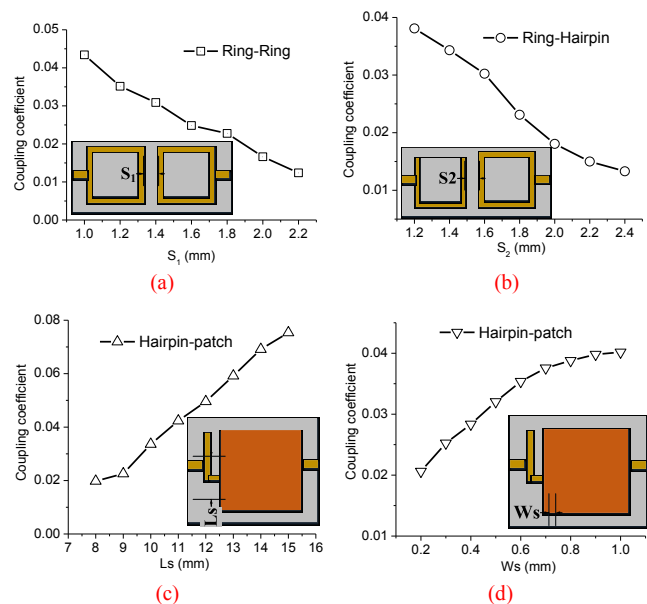 0.05
0.04
0.03
0.02
0.01
0.00
Coupling coefficient
Ring-Ring
S1
1.0 1.2 1.4 1.6 1.8 2.0 2.2
S1 (mm)
(a)
0.04
0.03
0.02
0.01
Coupling coefficient
Ring-Hairpin
S2
1.2 1.4 1.6 1.8 2.0 2.2 2.4
S2 (mm)
(b)
0.08
0.06
0.04
0.02
0.00
Coupling coefficient
Hairpin-patch
Ls
7 8 9 10 11 12 13 14 15 16
Ls (mm)
(c)
0.04
0.03
0.02
0.01
Coupling coefficient
Hairpin-patch
Ws
0.2 0.4 0.6 0.8 1.0
Ws (mm)
(d)